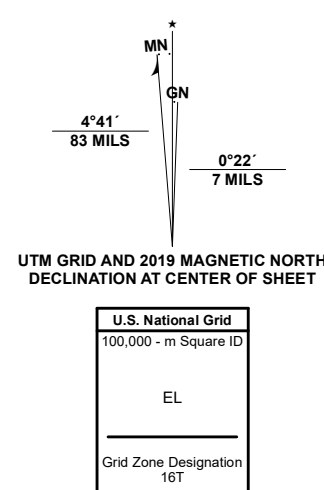 ★
MN
GN
4°41´
83 MILS
0°22´
7 MILS
UTM GRID AND 2019 MAGNETIC NORTH
DECLINATION AT CENTER OF SHEET
U.S. National Grid
100,000 - m Square ID
EL
Grid Zone Designation
16T